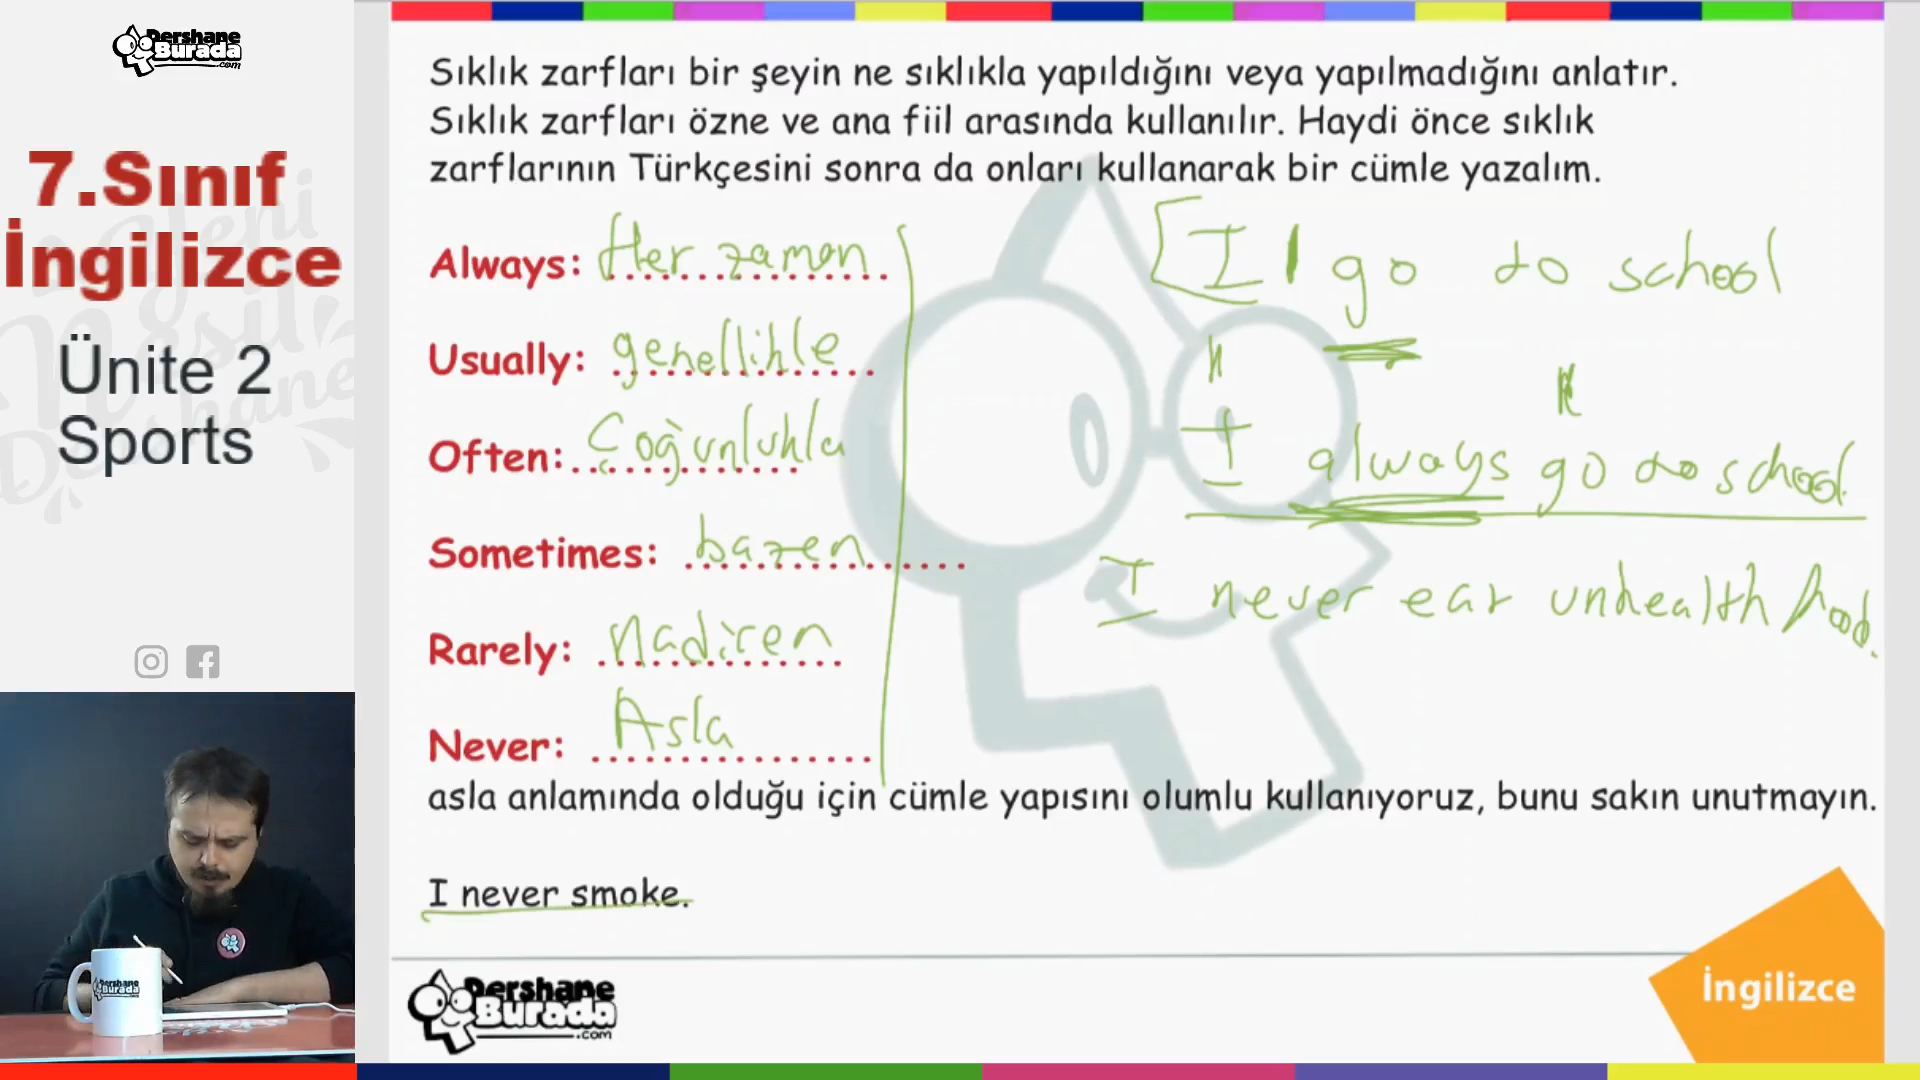 Dershane Burada .com
7.Sınıf
İngilizce
Ünite 2
Sports
Sıklık zarfları bir şeyin ne sıklıkla yapıldığını veya yapılmadığını anlatır.
Sıklık zarfları özne ve ana fiil arasında kullanılır. Haydi önce sıklık
zarflarının Türkçesini sonra da onları kullanarak bir cümle yazalım.
Always: Her zaman
Usually: genellikle
Often: Çoğunlukla
Sometimes: bazen
Rarely: Nadiren
Never: Asla
I go to school
I always go to school
I never eat unhealth food.
asla anlamında olduğu için cümle yapısını olumlu kullanıyoruz, bunu sakın unutmayın.
I never smoke.
Dershane Burada .com
İngilizce
Dershane Burada